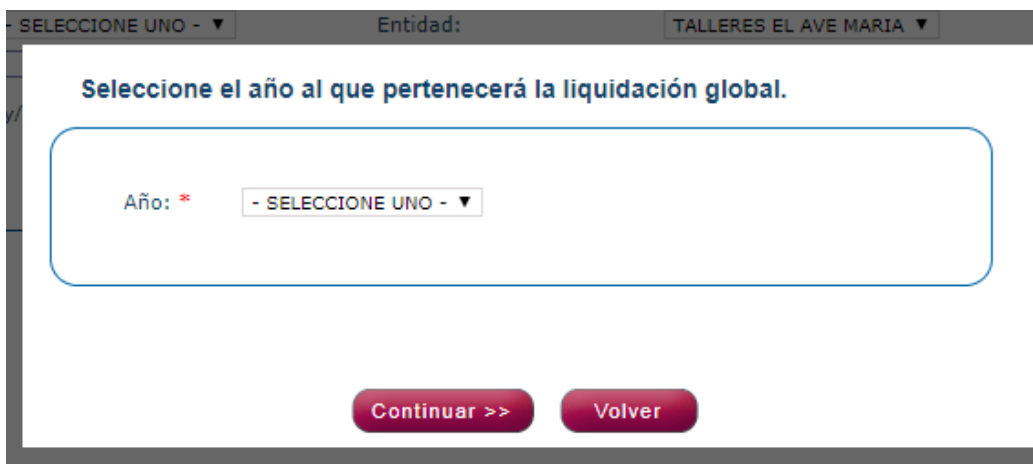 - SELECCIONE UNO - ▼ Entidad: TALLERES EL AVE MARIA ▼
Seleccione el año al que pertenecerá la liquidación global.
y/
Año: * - SELECCIONE UNO - ▼
Continuar >> Volver